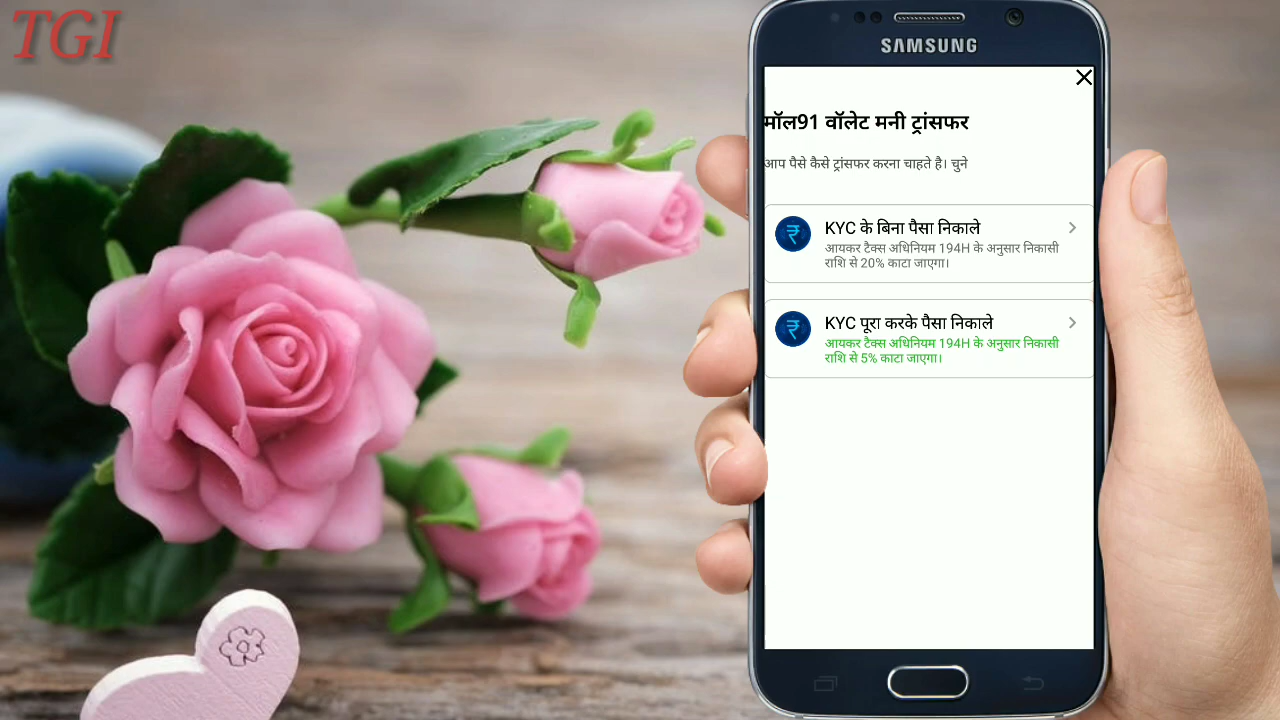 TGI
SAMSUNG
मॉल91 वॉलेट मनी ट्रांसफर
आप पैसे कैसे ट्रांसफर करना चाहते है। चुने
KYC के बिना पैसा निकाले
आयकर टैक्स अधिनियम 194H के अनुसार निकासी
राशि से 20% काटा जाएगा।
KYC पूरा करके पैसा निकाले
आयकर टैक्स अधिनियम 194H के अनुसार निकासी
राशि से 5% काटा जाएगा।